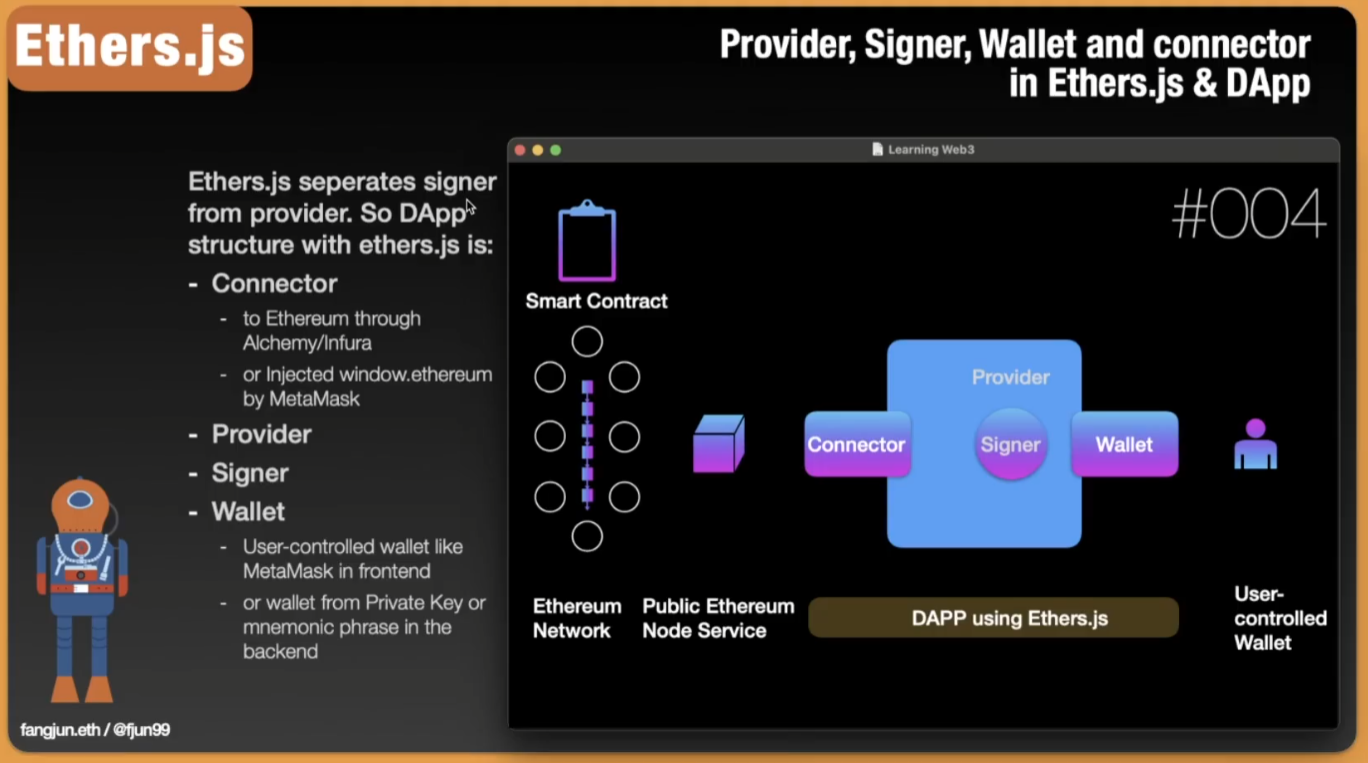 Ethers.js
Provider, Signer, Wallet and connector
in Ethers.js & DApp
Ethers.js seperates signer
from provider. So DApp
structure with ethers.js is:
- Connector
- to Ethereum through
Alchemy/Infura
- or Injected window.ethereum
by MetaMask
- Provider
- Signer
- Wallet
- User-controlled wallet like
MetaMask in frontend
- or wallet from Private Key or
mnemonic phrase in the
backend
fangjun.eth / @fjun99
Learning Web3
#004
Smart Contract
Provider
Connector
Signer
Wallet
Ethereum
Network
Public Ethereum
Node Service
DAPP using Ethers.js
User-
controlled
Wallet